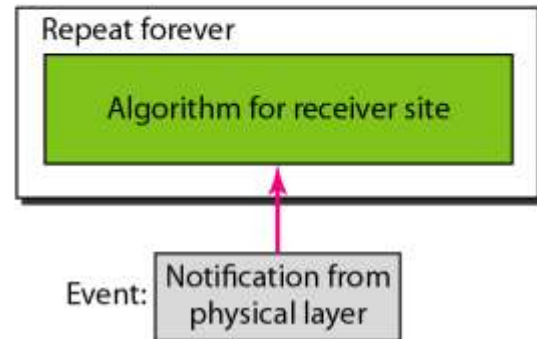 Repeat forever
Algorithm for receiver site
Event:
Notification from
physical layer